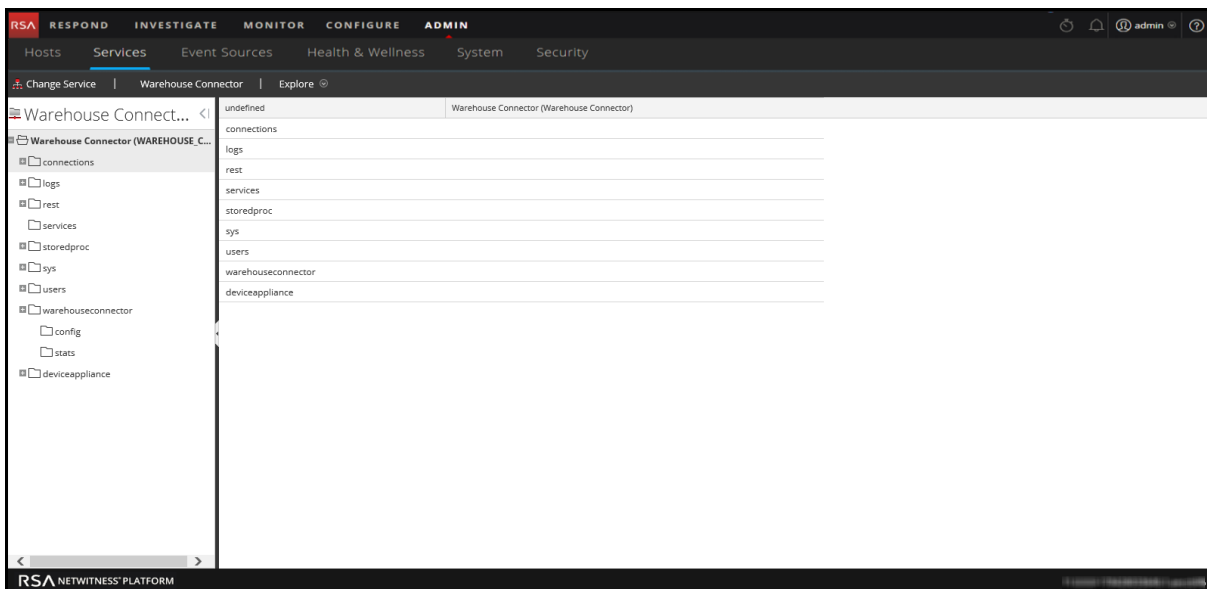 RSA RESPOND INVESTIGATE MONITOR CONFIGURE ADMIN admin
Hosts Services Event Sources Health & Wellness System Security
Change Service | Warehouse Connector | Explore
Warehouse Connect...
Warehouse Connector (WAREHOUSE_C...
connections
logs
rest
services
storedproc
sys
users
warehouseconnector
config
stats
deviceappliance
undefined Warehouse Connector (Warehouse Connector)
connections
logs
rest
services
storedproc
sys
users
warehouseconnector
deviceappliance
RSA NETWITNESS® PLATFORM